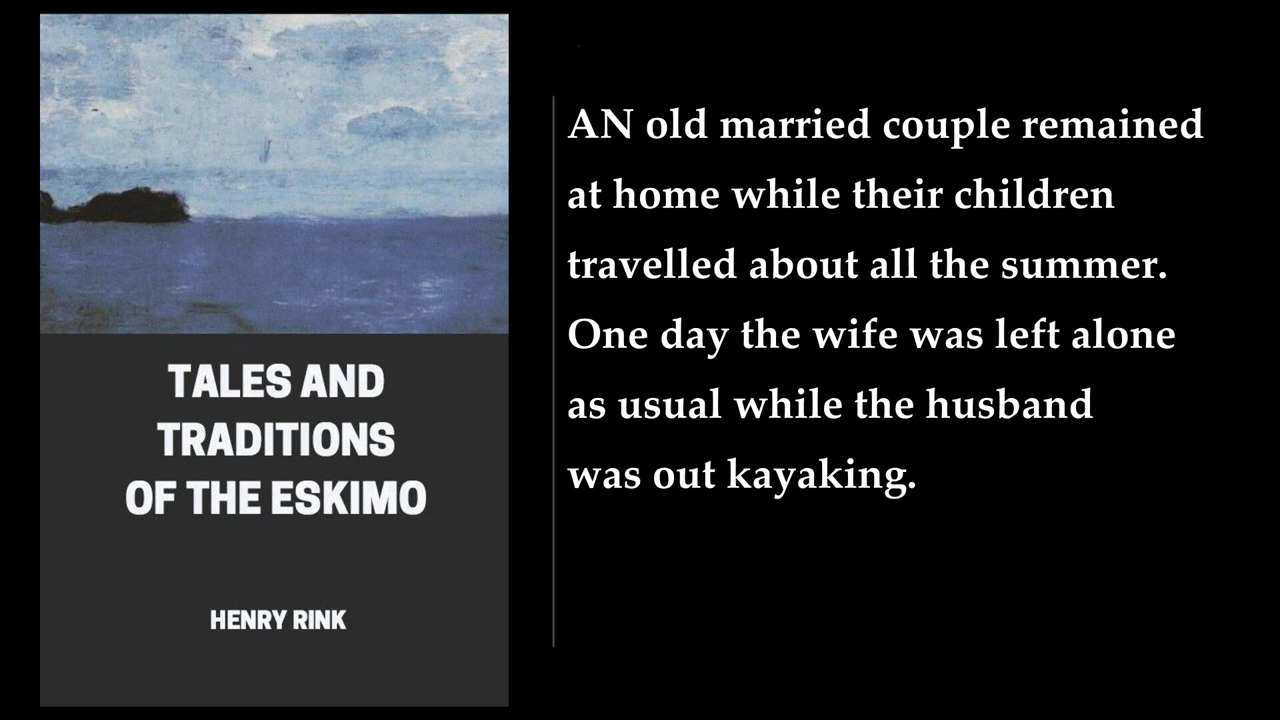 TALES AND
TRADITIONS
OF THE ESKIMO
HENRY RINK
AN old married couple remained
at home while their children
travelled about all the summer.
One day the wife was left alone
as usual while the husband
was out kayaking.